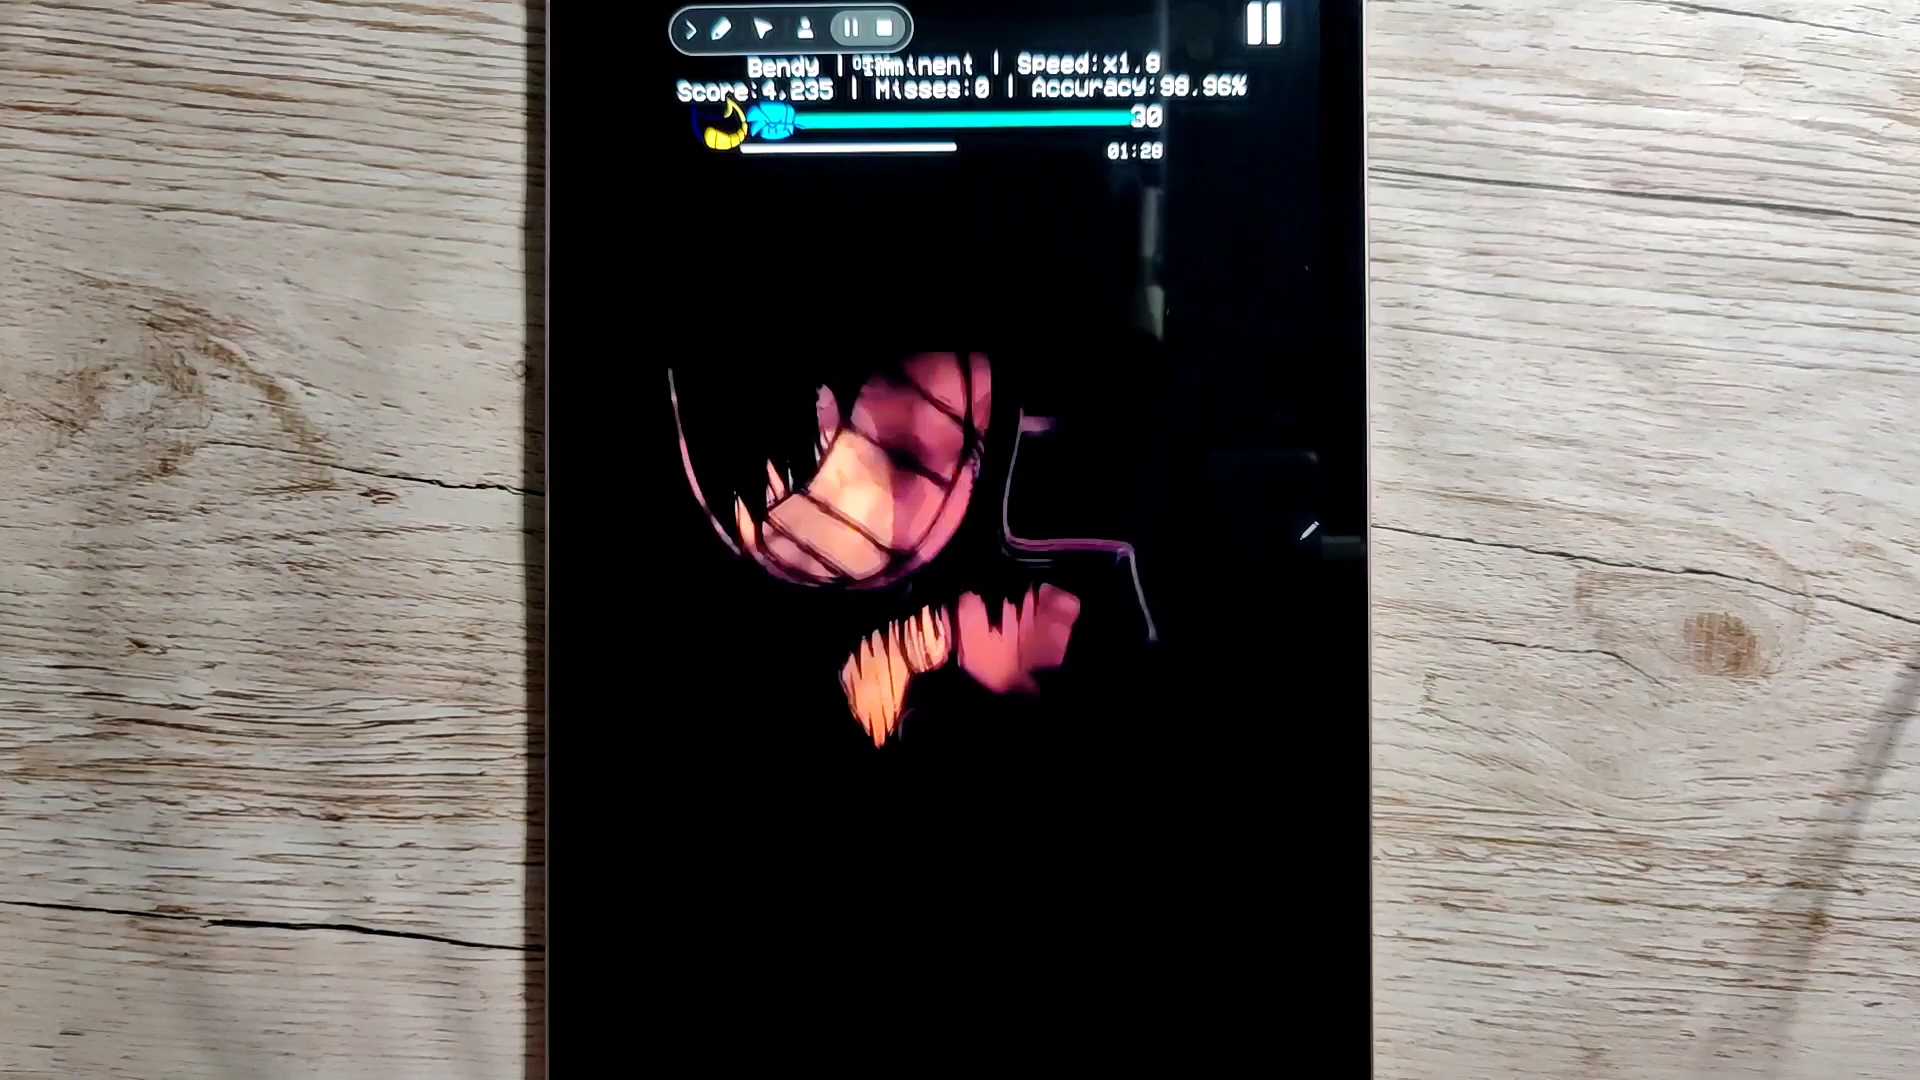 Bendy | Imminent | Speed:x1.8
Score:4,235 | Misses:0 | Accuracy:98.96%
30
01:28